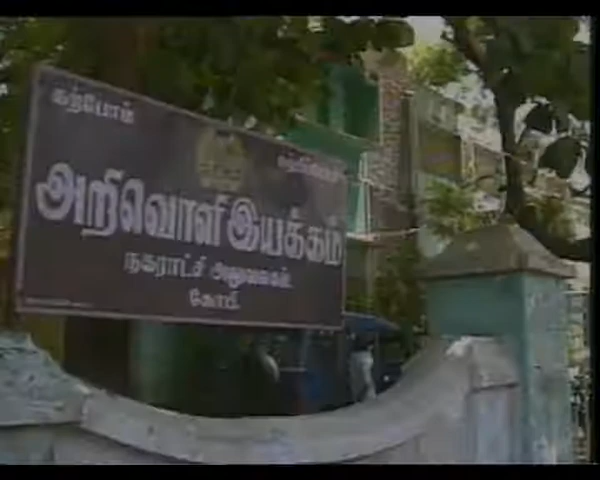 கற்போம்
அறிவொளி இயக்கம்
நகராட்சி அலுவலகம்
கோபி.